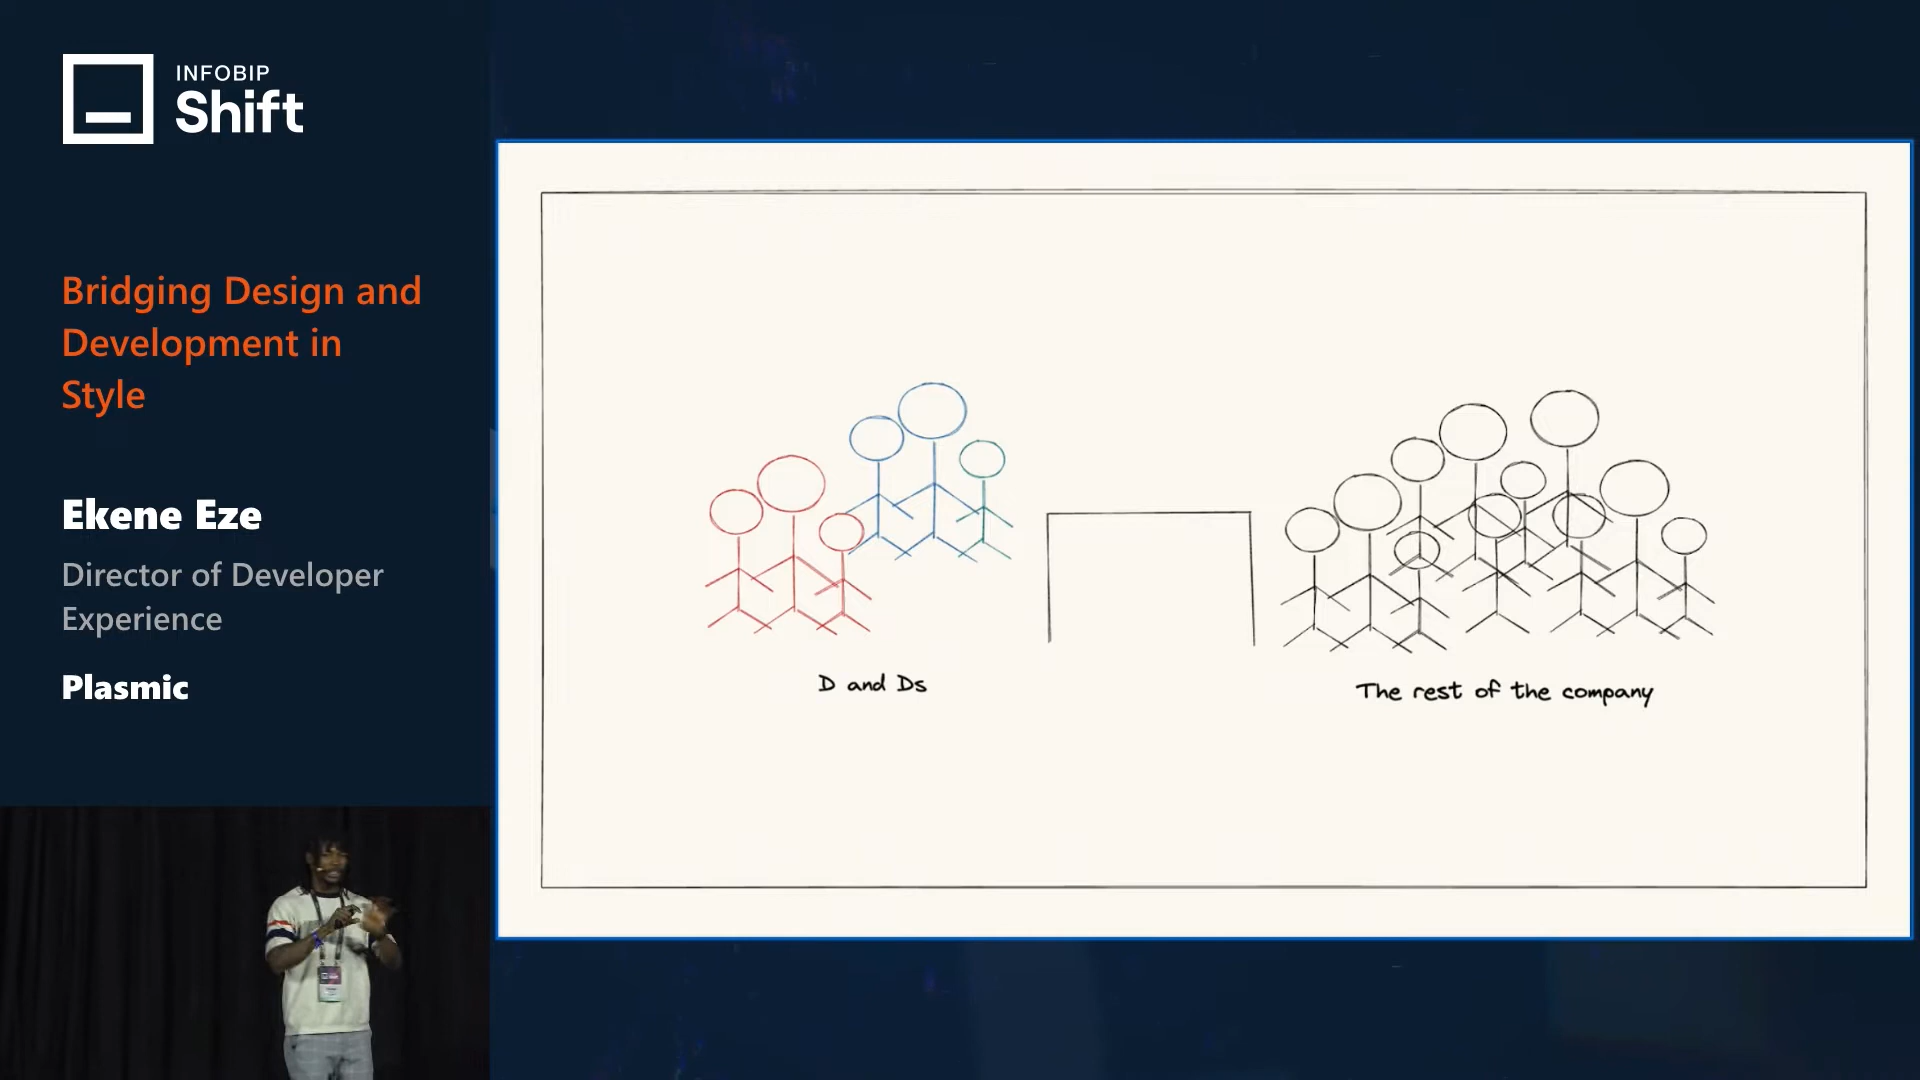 INFOBIP
Shift
Bridging Design and
Development in
Style
Ekene Eze
Director of Developer
Experience
Plasmic
D and Ds
The rest of the company